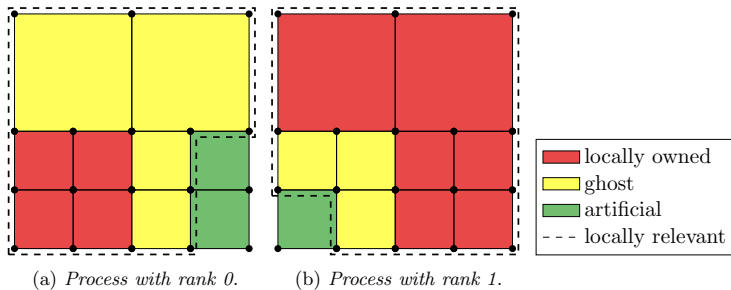 locally owned
ghost
artificial
locally relevant
(a) Process with rank 0.
(b) Process with rank 1.